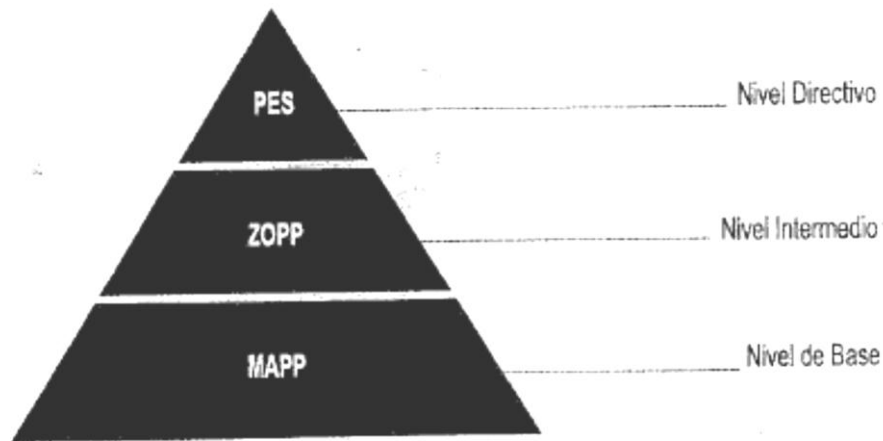 PES
Nivel Directivo
ZOPP
Nivel Intermedio
MAPP
Nivel de Base